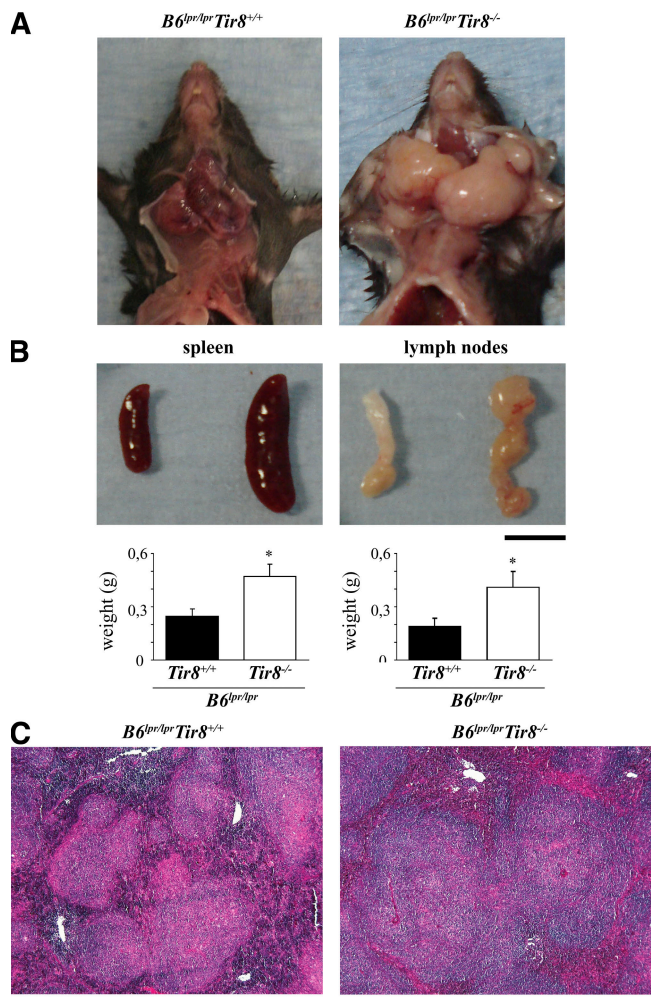 A
B6lpr/lprTir8+/+ B6lpr/lprTir8-/-
B
spleen lymph nodes
0,6 0,6
* *
weight (g) weight (g)
0,3 0,3
0 0
Tir8+/+ Tir8-/- Tir8+/+ Tir8-/-
B6lpr/lpr B6lpr/lpr
C
B6lpr/lprTir8+/+ B6lpr/lprTir8-/-